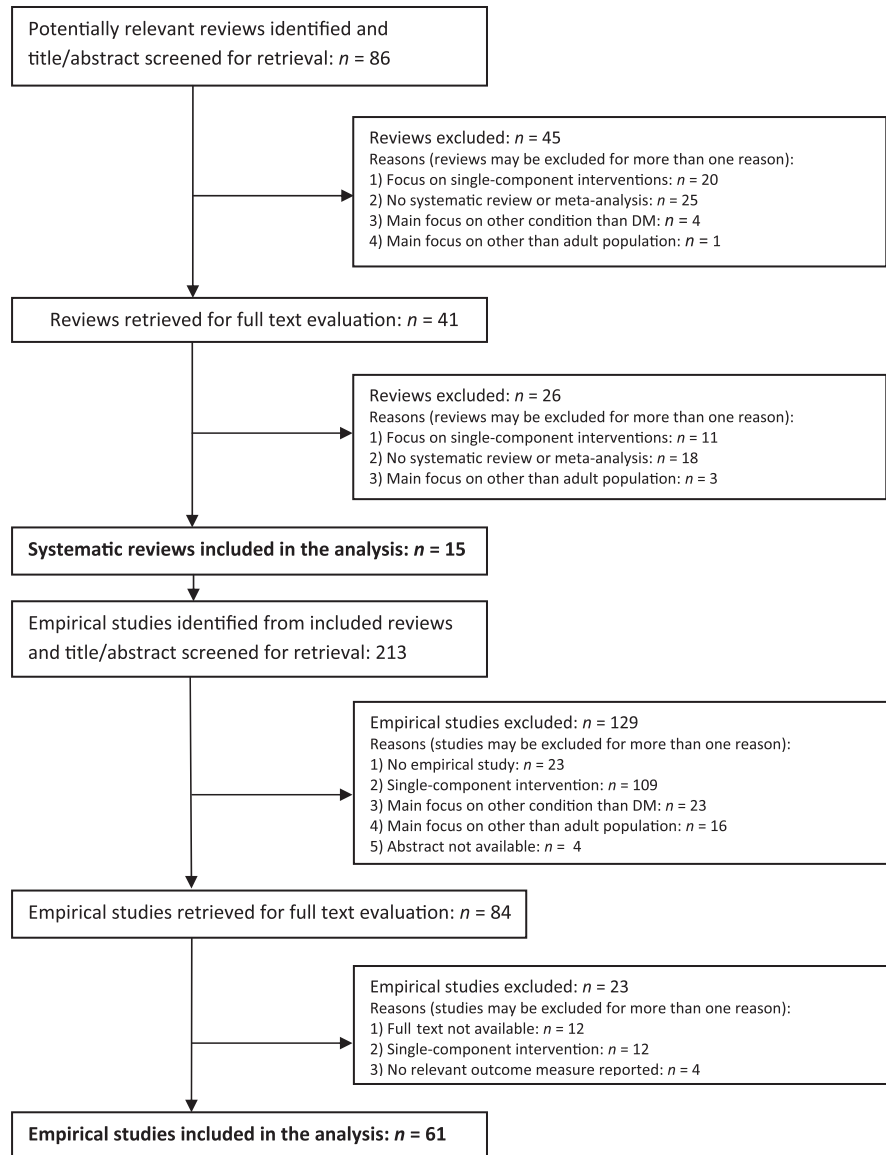 Potentially relevant reviews identified and
title/abstract screened for retrieval: n = 86
Reviews excluded: n = 45
Reasons (reviews may be excluded for more than one reason):
1) Focus on single-component interventions: n = 20
2) No systematic review or meta-analysis: n = 25
3) Main focus on other condition than DM: n = 4
4) Main focus on other than adult population: n = 1
Reviews retrieved for full text evaluation: n = 41
Reviews excluded: n = 26
Reasons (reviews may be excluded for more than one reason):
1) Focus on single-component interventions: n = 11
2) No systematic review or meta-analysis: n = 18
3) Main focus on other than adult population: n = 3
Systematic reviews included in the analysis: n = 15
Empirical studies identified from included reviews
and title/abstract screened for retrieval: 213
Empirical studies excluded: n = 129
Reasons (studies may be excluded for more than one reason):
1) No empirical study: n = 23
2) Single-component intervention: n = 109
3) Main focus on other condition than DM: n = 23
4) Main focus on other than adult population: n = 16
5) Abstract not available: n = 4
Empirical studies retrieved for full text evaluation: n = 84
Empirical studies excluded: n = 23
Reasons (studies may be excluded for more than one reason):
1) Full text not available: n = 12
2) Single-component intervention: n = 12
3) No relevant outcome measure reported: n = 4
Empirical studies included in the analysis: n = 61